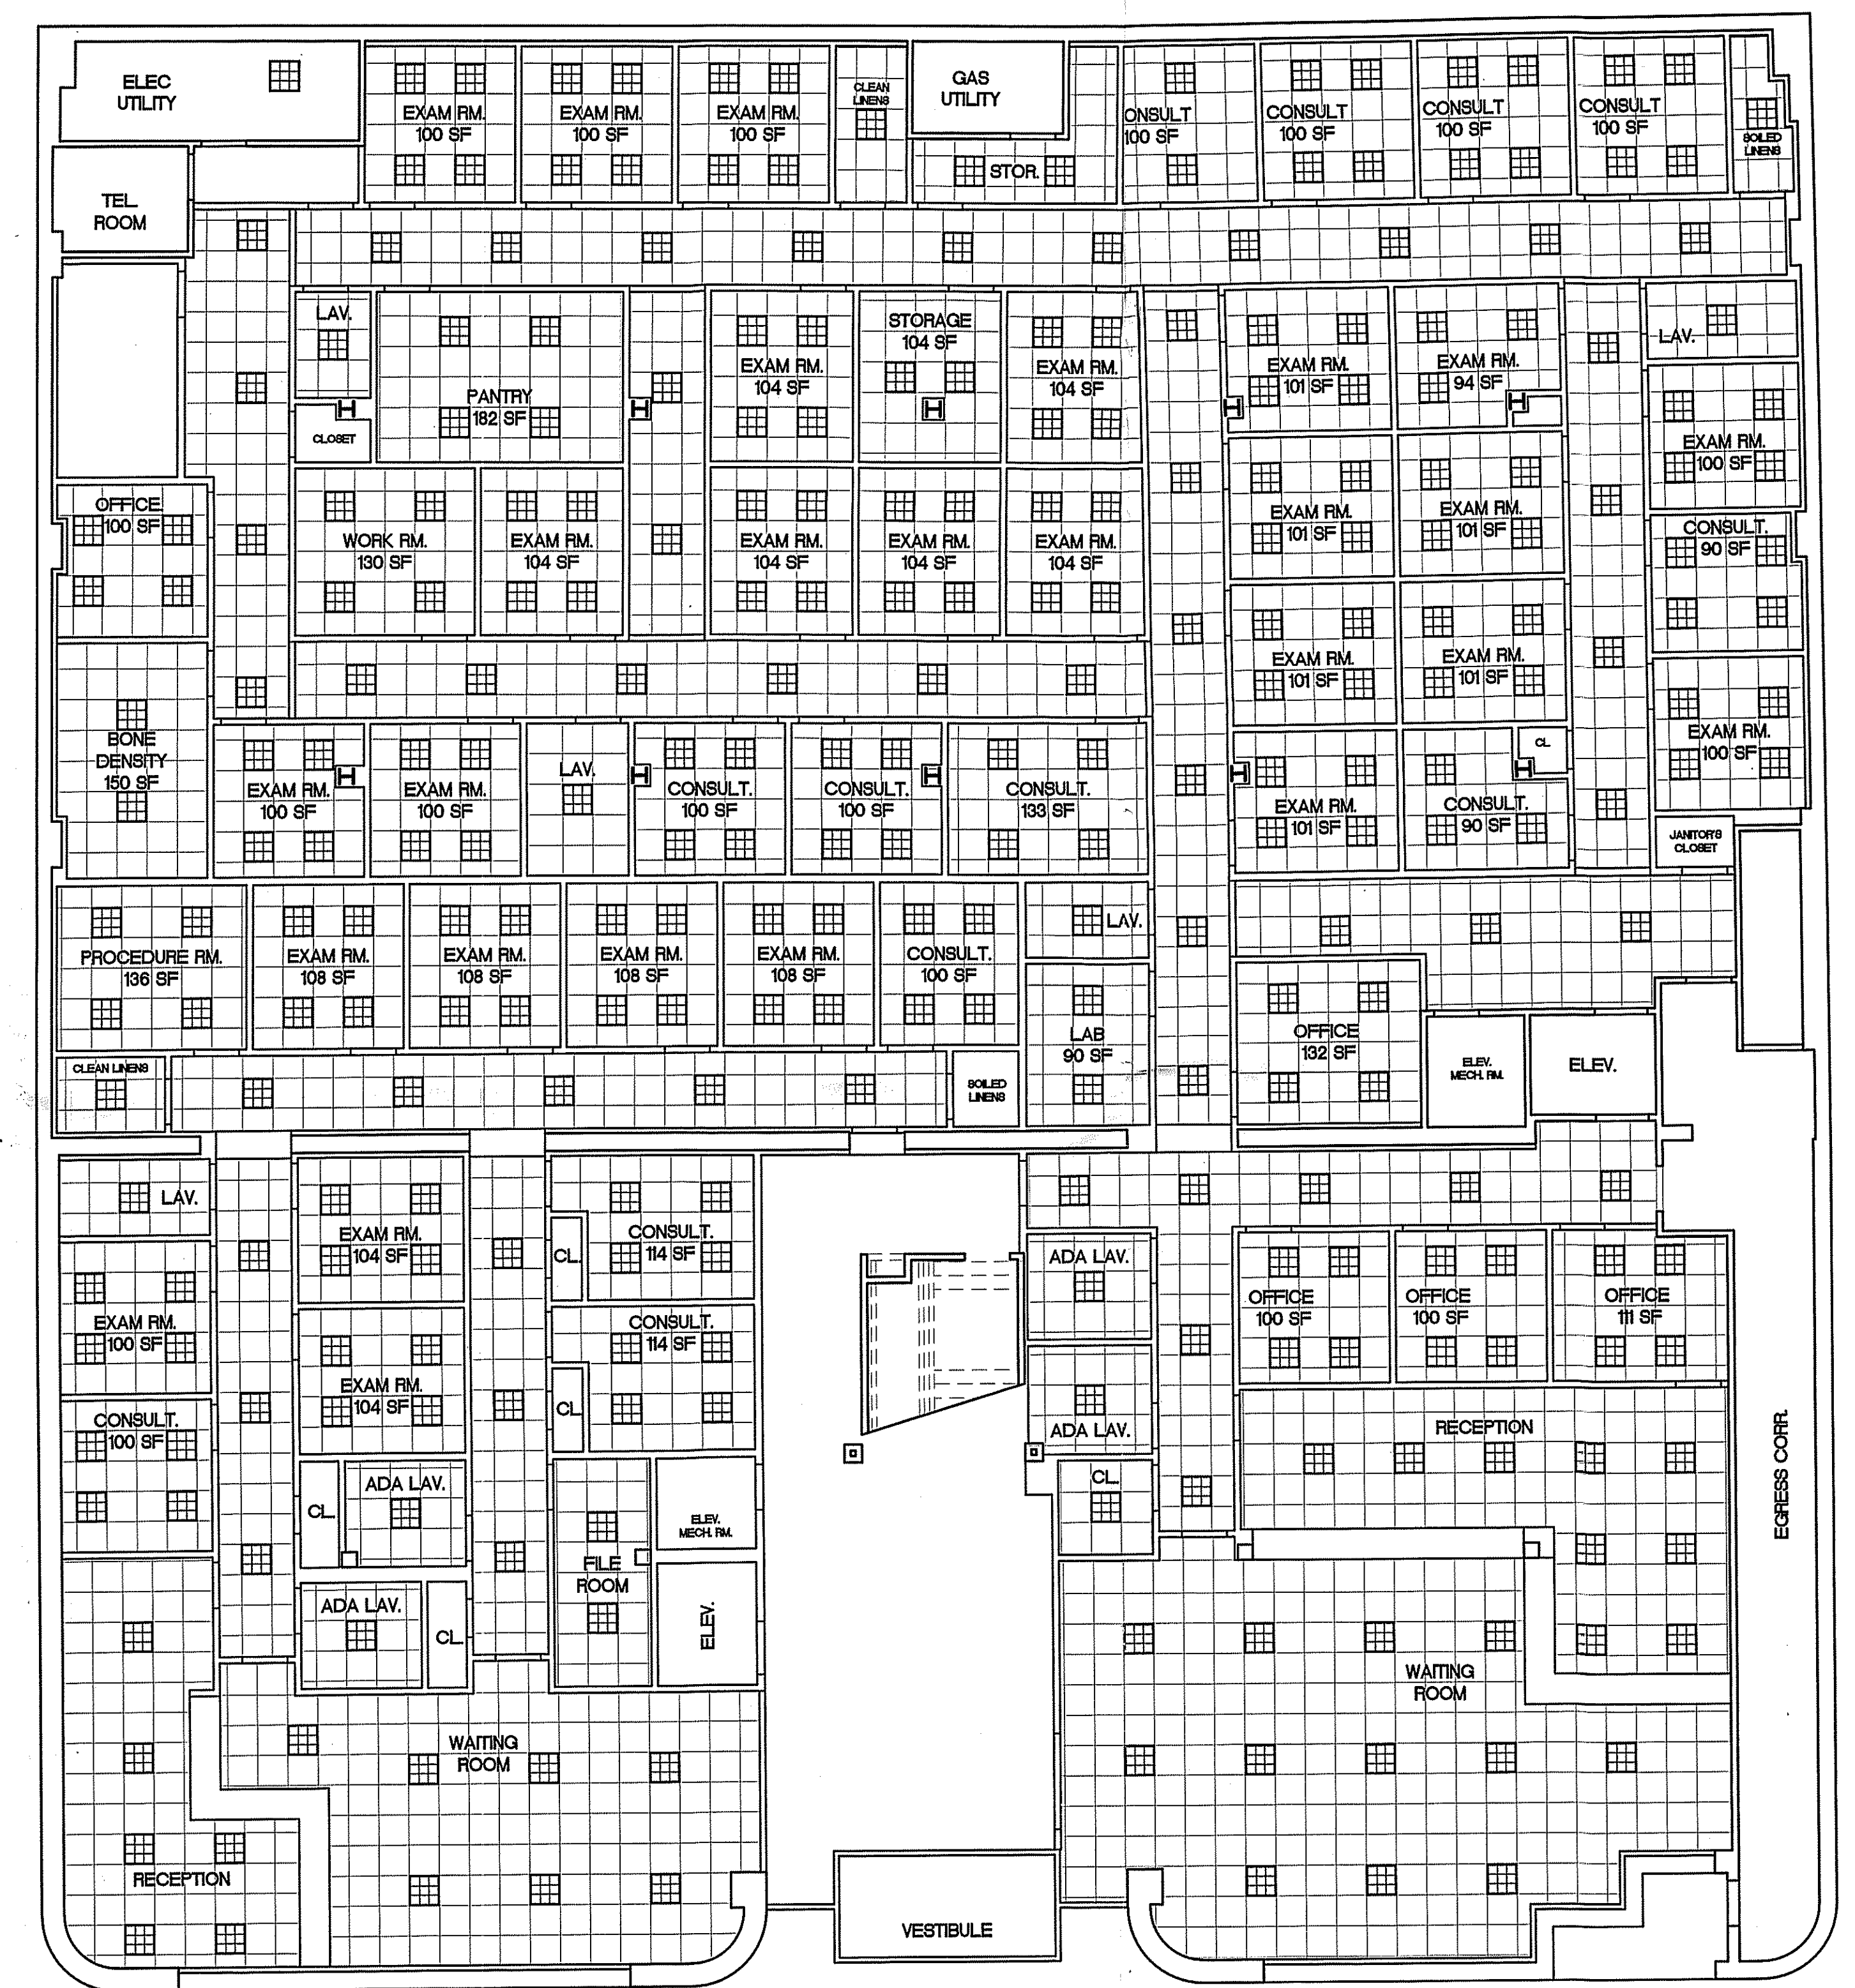 ELEC
UTILITY
EXAM RM.
100 SF
EXAM RM.
100 SF
EXAM RM.
100 SF
CLEAN
LINENS
GAS
UTILITY
STOR.
ONSULT
100 SF
CONSULT
100 SF
CONSULT
100 SF
CONSULT
100 SF
SOILED
LINENS
TEL.
ROOM
LAV.
CLOSET
PANTRY
182 SF
EXAM RM.
104 SF
STORAGE
104 SF
EXAM RM.
104 SF
EXAM RM.
101 SF
EXAM RM.
94 SF
LAV.
EXAM RM.
100 SF
OFFICE
100 SF
WORK RM.
130 SF
EXAM RM.
104 SF
EXAM RM.
104 SF
EXAM RM.
104 SF
EXAM RM.
104 SF
EXAM RM.
101 SF
EXAM RM.
101 SF
CONSULT.
90 SF
EXAM RM.
101 SF
EXAM RM.
101 SF
EXAM RM.
100 SF
BONE
DENSITY
150 SF
EXAM RM.
100 SF
EXAM RM.
100 SF
LAV.
CONSULT.
100 SF
CONSULT.
100 SF
CONSULT.
133 SF
EXAM RM.
101 SF
CL
CONSULT.
90 SF
JANITOR'S
CLOSET
PROCEDURE RM.
136 SF
EXAM RM.
108 SF
EXAM RM.
108 SF
EXAM RM.
108 SF
EXAM RM.
108 SF
CONSULT.
100 SF
LAV.
LAB
90 SF
OFFICE
132 SF
ELEV.
MECH. RM.
ELEV.
CLEAN LINENS
SOILED
LINENS
LAV.
EXAM RM.
104 SF
CL.
CONSULT.
114 SF
ADA LAV.
OFFICE
100 SF
OFFICE
100 SF
OFFICE
111 SF
EXAM RM.
100 SF
EXAM RM.
104 SF
CL
CONSULT.
114 SF
ADA LAV.
RECEPTION
EGRESS CORR.
CONSULT.
100 SF
CL.
ADA LAV.
FILE
ROOM
ELEV.
MECH. RM.
CL.
ADA LAV.
CL.
ELEV.
WAITING
ROOM
WAITING
ROOM
RECEPTION
VESTIBULE